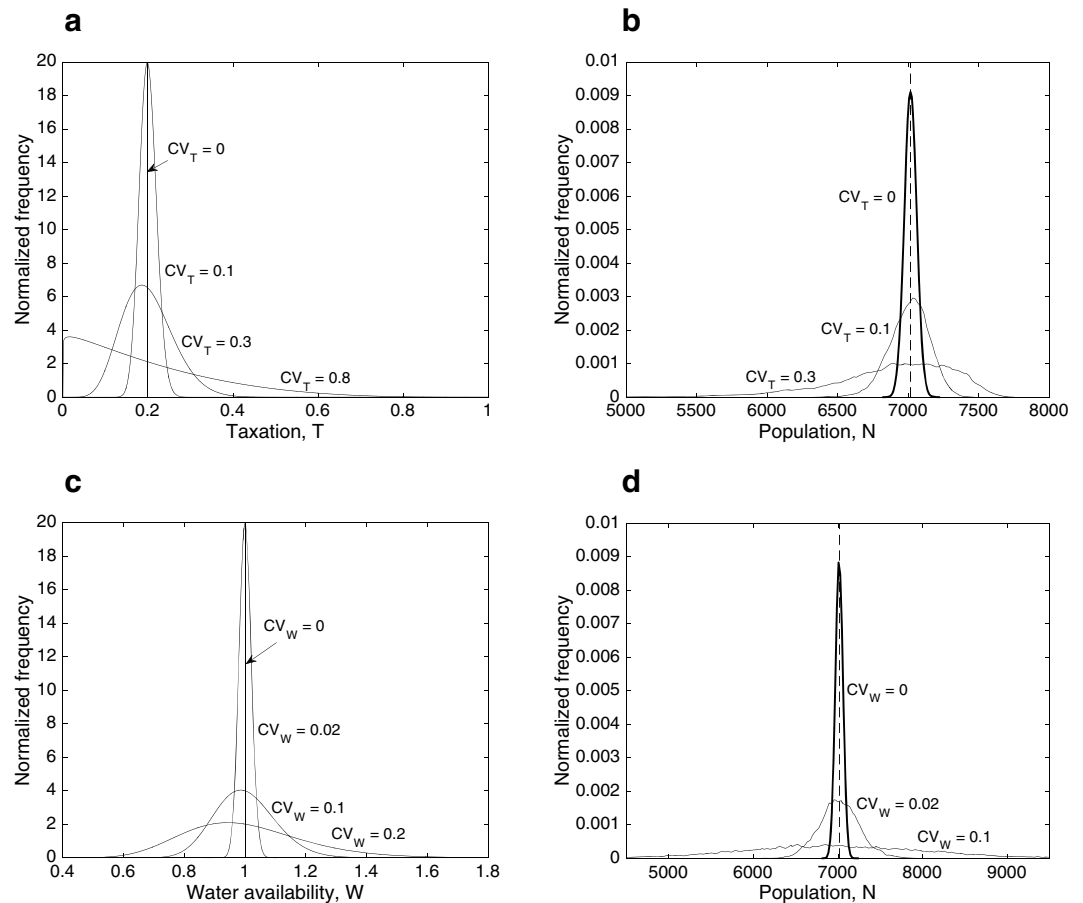 a
20
18
16
14
12
10
8
6
4
2
0
Normalized frequency
CV_T = 0
CV_T = 0.1
CV_T = 0.3
CV_T = 0.8
0 0.2 0.4 0.6 0.8 1
Taxation, T
b
0.01
0.009
0.008
0.007
0.006
0.005
0.004
0.003
0.002
0.001
0
Normalized frequency
CV_T = 0
CV_T = 0.1
CV_T = 0.3
5000 5500 6000 6500 7000 7500 8000
Population, N
c
20
18
16
14
12
10
8
6
4
2
0
Normalized frequency
CV_W = 0
CV_W = 0.02
CV_W = 0.1
CV_W = 0.2
0.4 0.6 0.8 1 1.2 1.4 1.6 1.8
Water availability, W
d
0.01
0.009
0.008
0.007
0.006
0.005
0.004
0.003
0.002
0.001
0
Normalized frequency
CV_W = 0
CV_W = 0.02
CV_W = 0.1
5000 6000 7000 8000 9000
Population, N